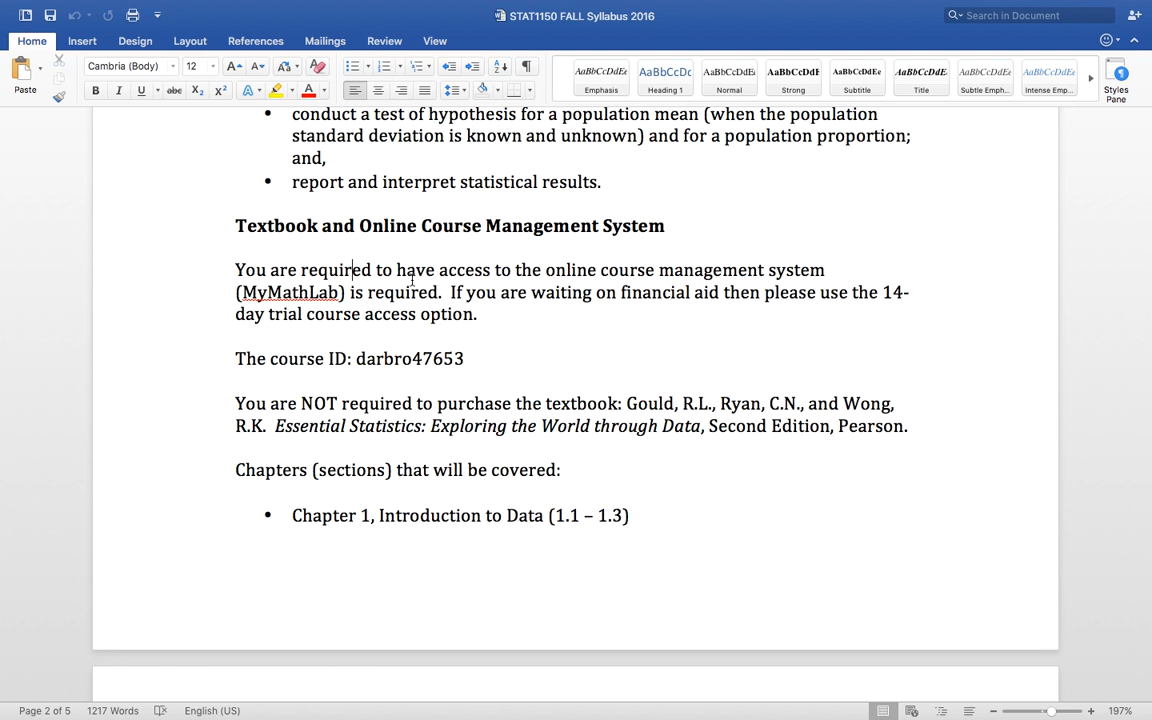 STAT1150 FALL Syllabus 2016
Search in Document
Home Insert Design Layout References Mailings Review View
Paste
Cambria (Body) 12
B I U abc X₂ X² A A
AaBbCcDdEe AaBbCcDc AaBbCcDdEe AaBbCcDdE AaBbCcDdEe AaBbCcDdE AaBbCcDdEe AaBbCcDdEe
Emphasis Heading 1 Normal Strong Subtitle Title Subtle Emph... Intense Emp...
Styles
Pane
• conduct a test of hypothesis for a population mean (when the population
standard deviation is known and unknown) and for a population proportion;
and,
• report and interpret statistical results.
Textbook and Online Course Management System
You are required to have access to the online course management system
(MyMathLab) is required. If you are waiting on financial aid then please use the 14-
day trial course access option.
The course ID: darbro47653
You are NOT required to purchase the textbook: Gould, R.L., Ryan, C.N., and Wong,
R.K. Essential Statistics: Exploring the World through Data, Second Edition, Pearson.
Chapters (sections) that will be covered:
• Chapter 1, Introduction to Data (1.1 – 1.3)
Page 2 of 5 1217 Words English (US) 197%